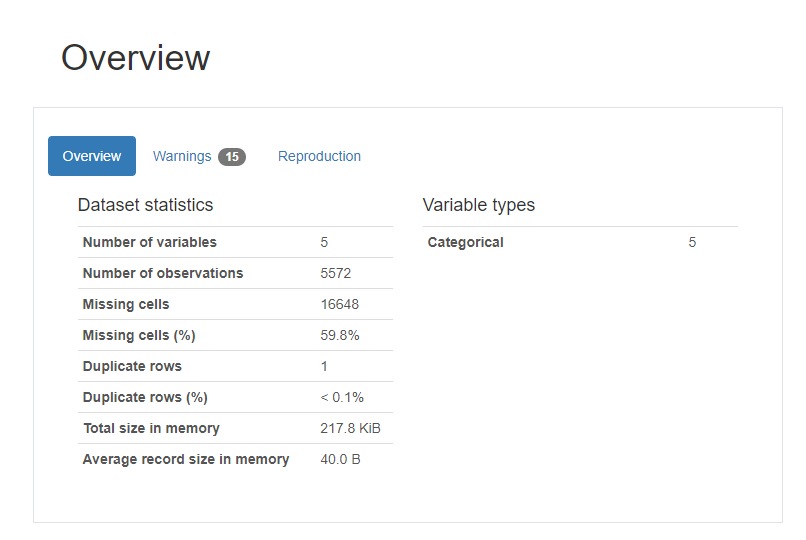 Overview
Overview Warnings 15 Reproduction
Dataset statistics
Number of variables 5
Number of observations 5572
Missing cells 16648
Missing cells (%) 59.8%
Duplicate rows 1
Duplicate rows (%) < 0.1%
Total size in memory 217.8 KiB
Average record size in memory 40.0 B
Variable types
Categorical 5